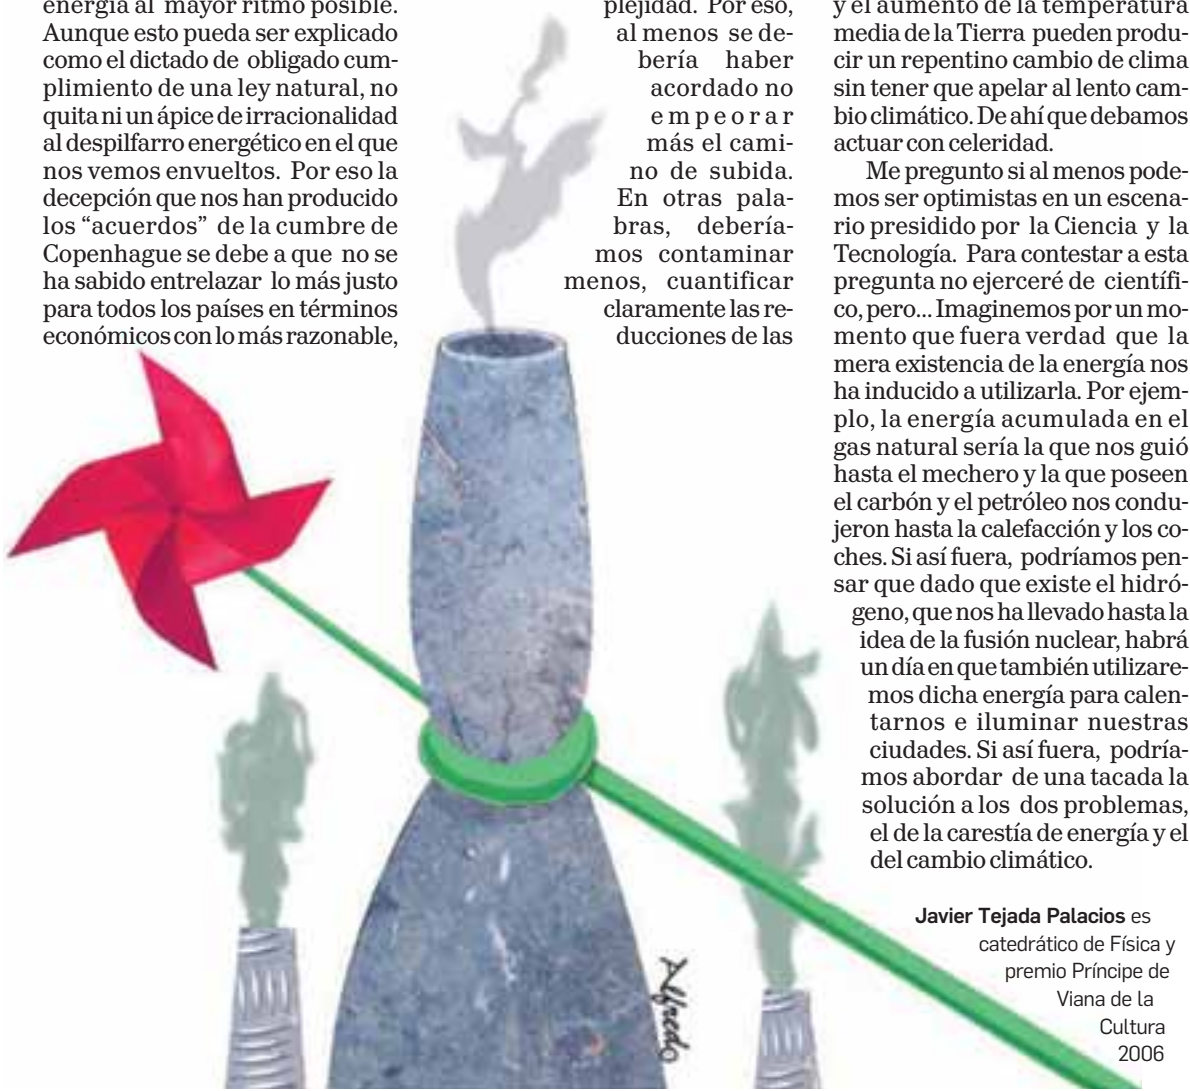 energía al mayor ritmo posible.
Aunque esto pueda ser explicado
como el dictado de obligado cum-
plimiento de una ley natural, no
quita ni un ápice de irracionalidad
al despilfarro energético en el que
nos vemos envueltos. Por eso la
decepción que nos han producido
los “acuerdos” de la cumbre de
Copenhague se debe a que no se
ha sabido entrelazar lo más justo
para todos los países en términos
económicos con lo más razonable,
plejidad. Por eso,
al menos se de-
bería haber
acordado no
empeorar
más el cami-
no de subida.
En otras pala-
bras, debería-
mos contaminar
menos, cuantificar
claramente las re-
ducciones de las
y el aumento de la temperatura
media de la Tierra pueden produ-
cir un repentino cambio de clima
sin tener que apelar al lento cam-
bio climático. De ahí que debamos
actuar con celeridad.
Me pregunto si al menos pode-
mos ser optimistas en un escena-
rio presidido por la Ciencia y la
Tecnología. Para contestar a esta
pregunta no ejerceré de científi-
co, pero... Imaginemos por un mo-
mento que fuera verdad que la
mera existencia de la energía nos
ha inducido a utilizarla. Por ejem-
plo, la energía acumulada en el
gas natural sería la que nos guió
hasta el mechero y la que poseen
el carbón y el petróleo nos condu-
jeron hasta la calefacción y los co-
ches. Si así fuera, podríamos pen-
sar que dado que existe el hidró-
geno, que nos ha llevado hasta la
idea de la fusión nuclear, habrá
un día en que también utilizare-
mos dicha energía para calen-
tarnos e iluminar nuestras
ciudades. Si así fuera, podría-
mos abordar de una tacada la
solución a los dos problemas,
el de la carestía de energía y el
del cambio climático.
Javier Tejada Palacios es
catedrático de Física y
premio Príncipe de
Viana de la
Cultura
2006
Alfredo